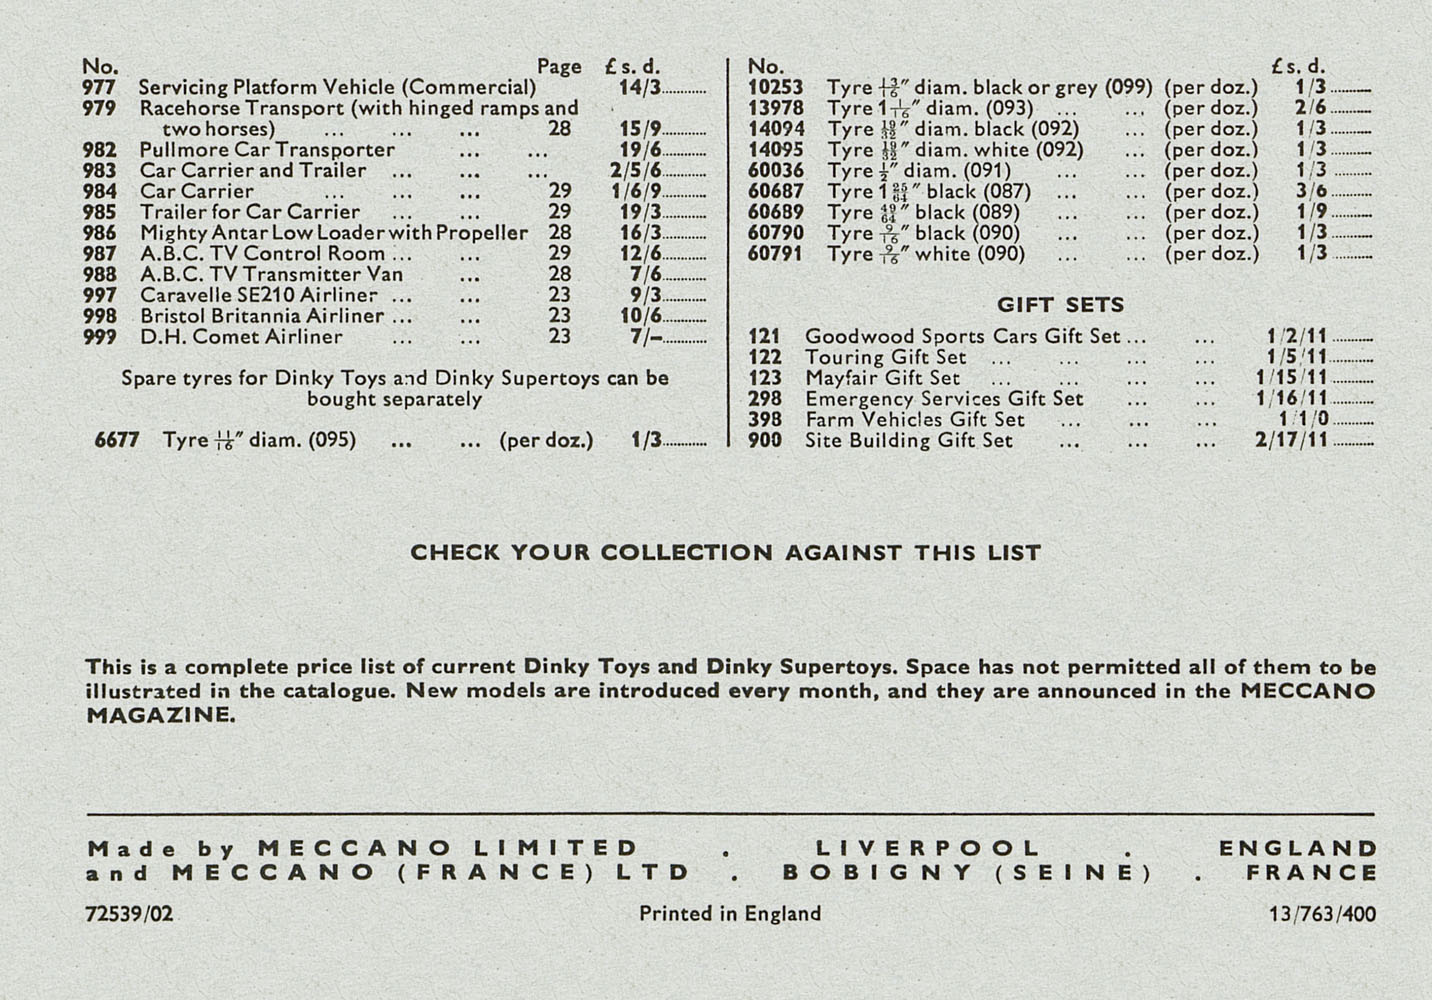 No. Page £ s. d.
977 Servicing Platform Vehicle (Commercial) 14/3............
979 Racehorse Transport (with hinged ramps and
two horses) ... ... ... 28 15/9............
982 Pullmore Car Transporter ... ... 19/6............
983 Car Carrier and Trailer ... ... ... 2/5/6............
984 Car Carrier ... ... 29 1/6/9............
985 Trailer for Car Carrier ... ... 29 19/3............
986 Mighty Antar Low Loader with Propeller 28 16/3............
987 A.B.C. TV Control Room ... ... 29 12/6............
988 A.B.C. TV Transmitter Van ... 28 7/6............
997 Caravelle SE210 Airliner ... ... 23 9/3............
998 Bristol Britannia Airliner ... ... 23 10/6............
999 D.H. Comet Airliner ... ... 23 7/–............
Spare tyres for Dinky Toys and Dinky Supertoys can be
bought separately
6677 Tyre 11/16″ diam. (095) ... ... (per doz.) 1/3............
No. £ s. d.
10253 Tyre 13/16″ diam. black or grey (099) (per doz.) 1/3...........
13978 Tyre 1 1/16″ diam. (093) ... ... (per doz.) 2/6...........
14094 Tyre 19/32″ diam. black (092) ... (per doz.) 1/3...........
14095 Tyre 19/32″ diam. white (092) ... (per doz.) 1/3...........
60036 Tyre 1/2″ diam. (091) ... ... (per doz.) 1/3...........
60687 Tyre 1 25/64″ black (087) ... ... (per doz.) 3/6...........
60689 Tyre 49/64″ black (089) ... ... (per doz.) 1/9...........
60790 Tyre 9/16″ black (090) ... ... (per doz.) 1/3...........
60791 Tyre 9/16″ white (090) ... ... (per doz.) 1/3...........
GIFT SETS
121 Goodwood Sports Cars Gift Set ... ... 1/2/11...........
122 Touring Gift Set ... ... ... ... 1/5/11...........
123 Mayfair Gift Set ... ... ... ... 1/15/11...........
298 Emergency Services Gift Set ... ... 1/16/11...........
398 Farm Vehicles Gift Set ... ... ... 1/1/0...........
900 Site Building Gift Set ... ... ... 2/17/11...........
CHECK YOUR COLLECTION AGAINST THIS LIST
This is a complete price list of current Dinky Toys and Dinky Supertoys. Space has not permitted all of them to be
illustrated in the catalogue. New models are introduced every month, and they are announced in the MECCANO
MAGAZINE.
Made by MECCANO LIMITED . LIVERPOOL . ENGLAND
and MECCANO (FRANCE) LTD . BOBIGNY (SEINE) . FRANCE
72539/02 Printed in England 13/763/400